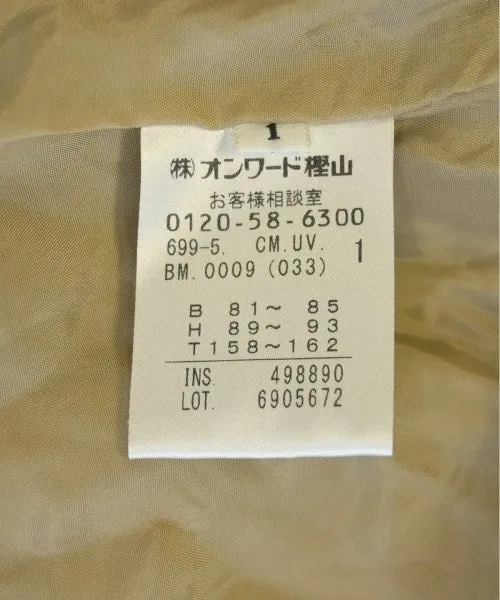 1
(株)オンワード樫山
お客様相談室
0120-58-6300
699-5. CM.UV. 1
BM.0009 (033)
B 81～ 85
H 89～ 93
T158～162
INS. 498890
LOT. 6905672